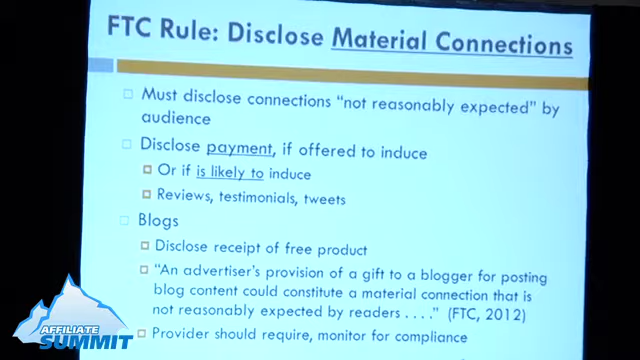 FTC Rule: Disclose Material Connections
Must disclose connections “not reasonably expected” by
audience
Disclose payment, if offered to induce
Or if is likely to induce
Reviews, testimonials, tweets
Blogs
Disclose receipt of free product
“An advertiser’s provision of a gift to a blogger for posting
blog content could constitute a material connection that is
not reasonably expected by readers . . . .” (FTC, 2012)
Provider should require, monitor for compliance
AFFILIATE
SUMMIT